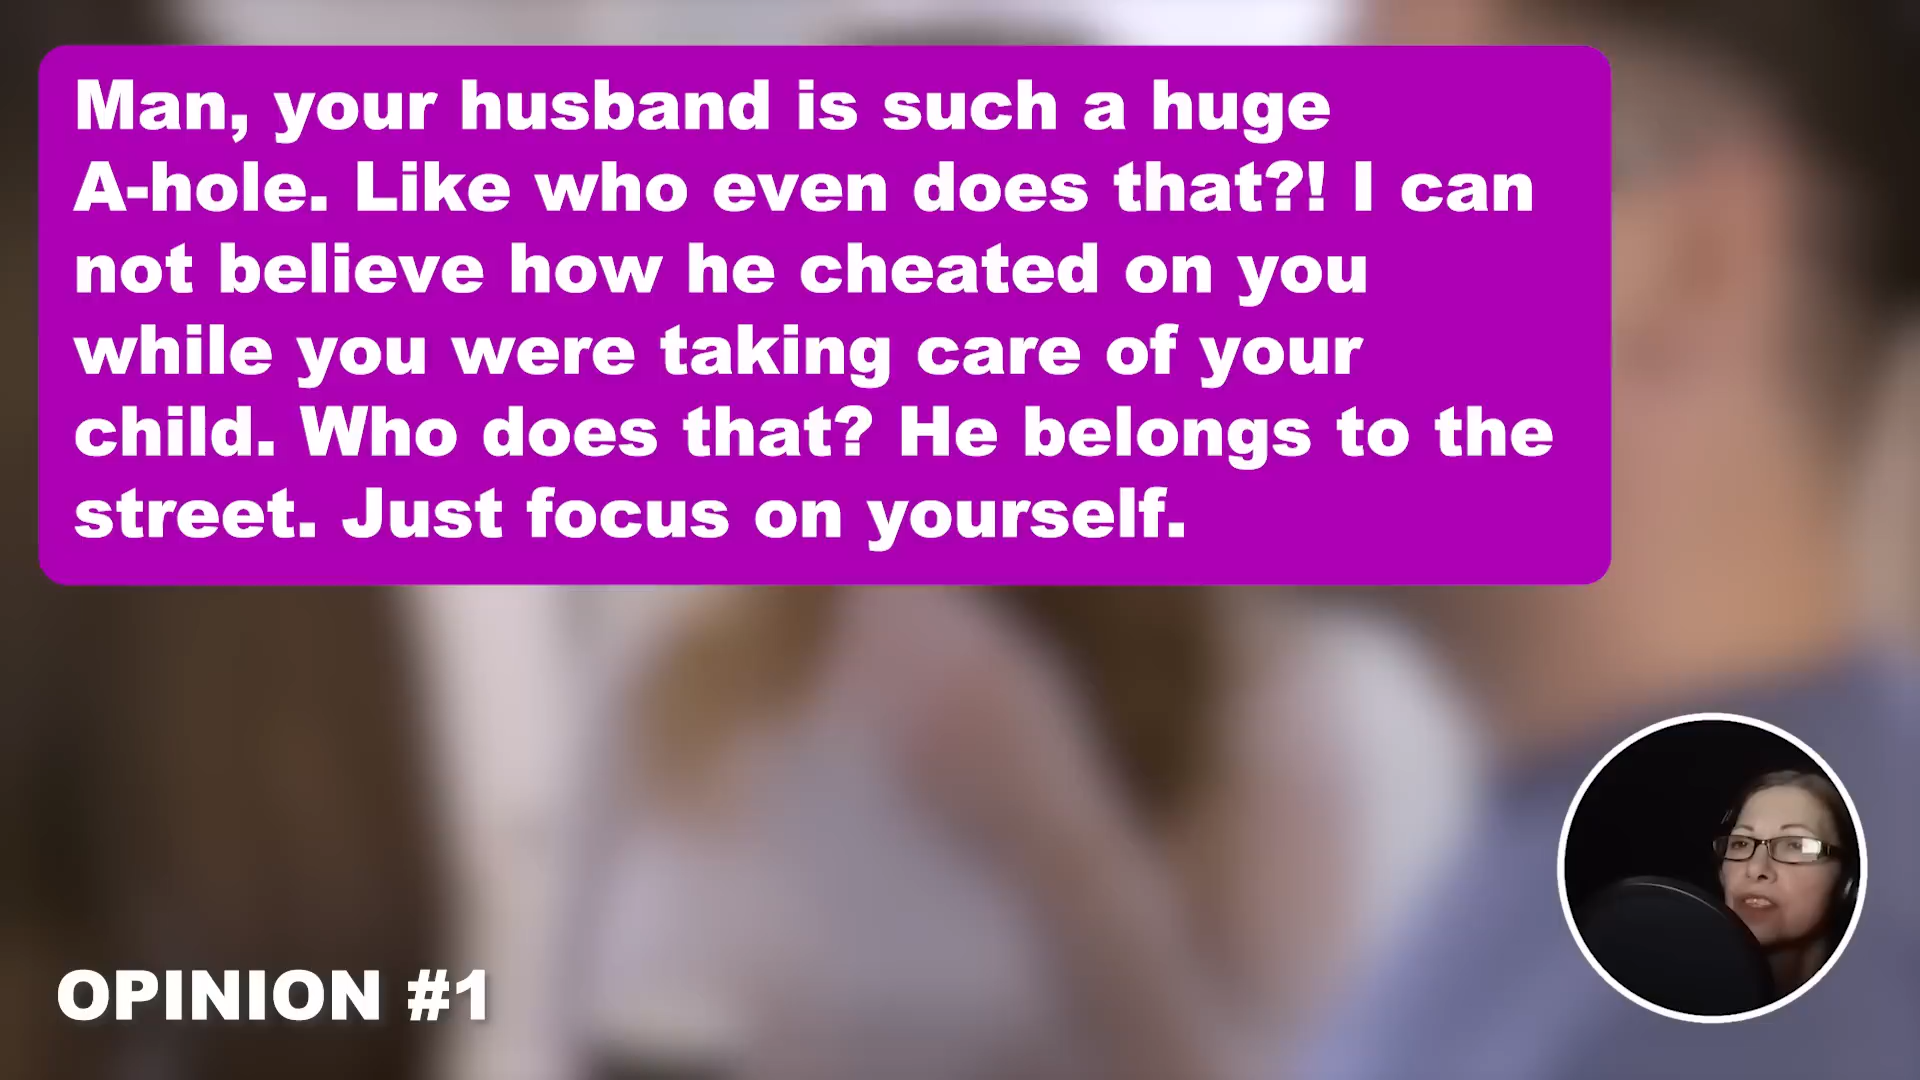 Man, your husband is such a huge
A-hole. Like who even does that?! I can
not believe how he cheated on you
while you were taking care of your
child. Who does that? He belongs to the
street. Just focus on yourself.
OPINION #1